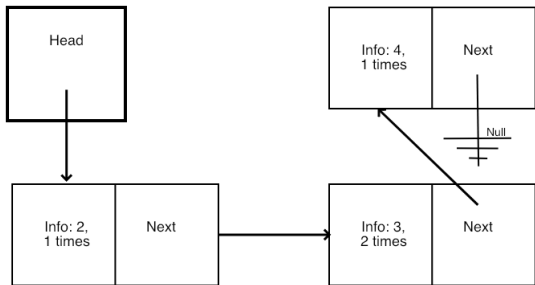 Head
Info: 4,
1 times
Next
Null
Info: 2,
1 times
Next
Info: 3,
2 times
Next